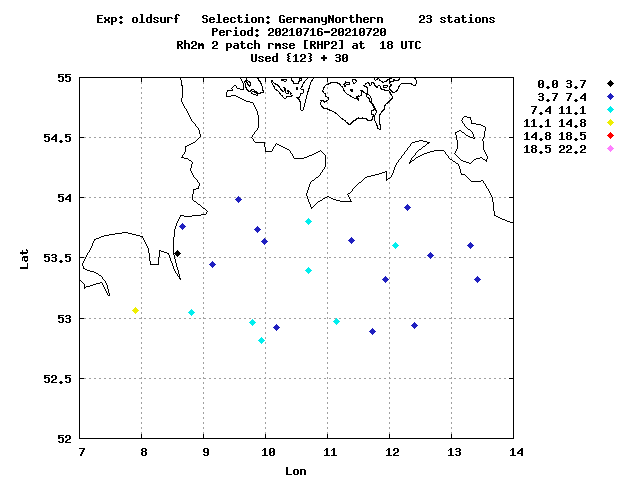 Exp: oldsurf   Selection: GermanyNorthern     23 stations
Period: 20210716-20210720
Rh2m 2 patch rmse [RHP2] at  18 UTC
Used {12} + 30
0.0 3.7
3.7 7.4
7.4 11.1
11.1 14.8
14.8 18.5
18.5 22.2
55
54.5
54
53.5
53
52.5
52
Lat
7 8 9 10 11 12 13 14
Lon